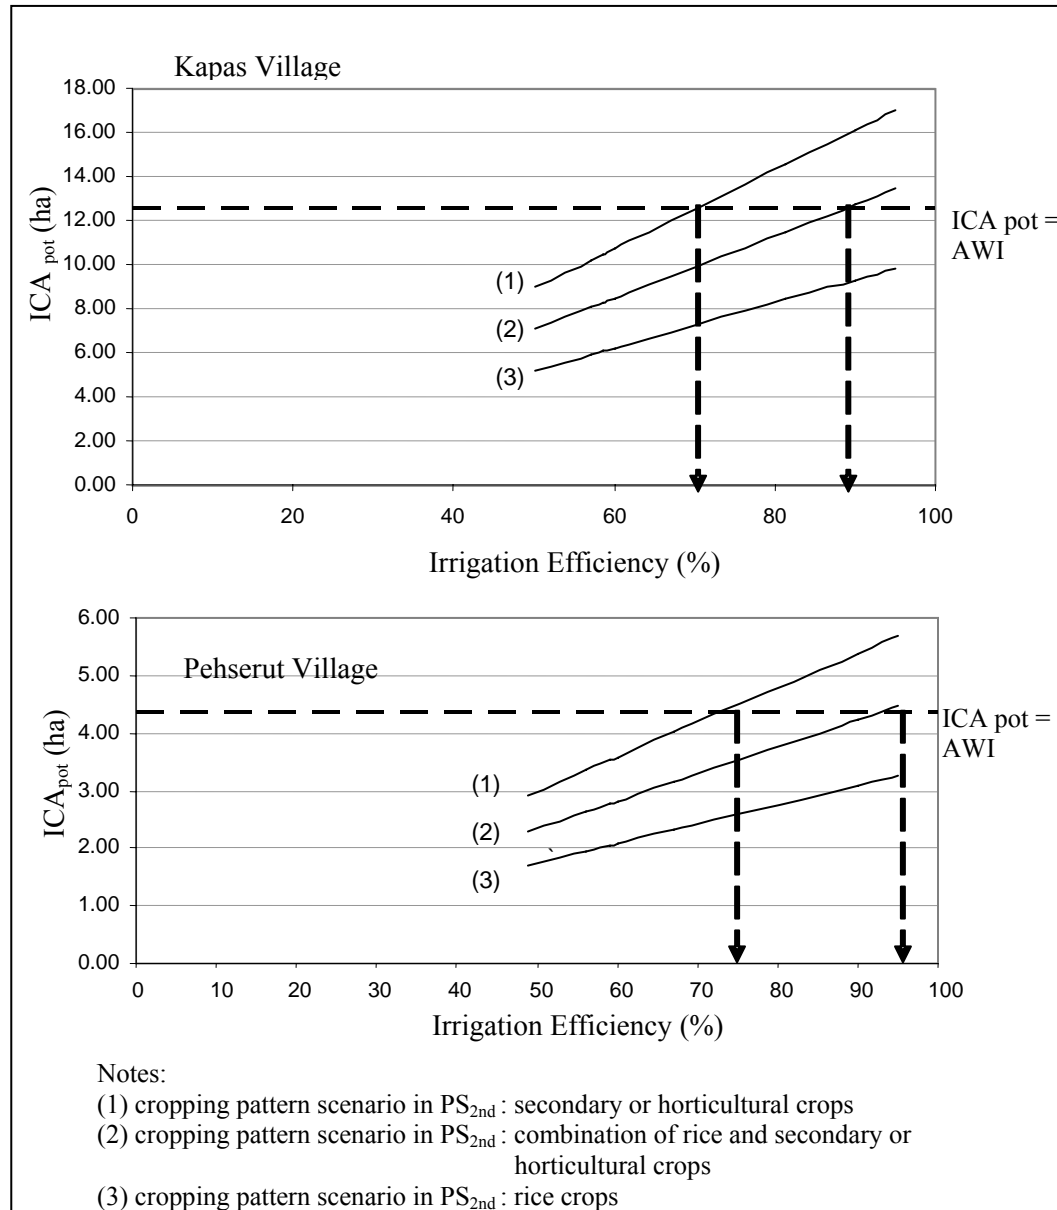 Kapas Village
18.00
16.00
14.00
12.00
10.00
8.00
6.00
4.00
2.00
0.00
ICA pot (ha)
(1)
(2)
(3)
ICA pot =
AWI
0 20 40 60 80 100
Irrigation Efficiency (%)
Pehserut Village
6.00
5.00
4.00
3.00
2.00
1.00
0.00
ICApot (ha)
(1)
(2)
(3)
ICA pot =
AWI
0 10 20 30 40 50 60 70 80 90 100
Irrigation Efficiency (%)
Notes:
(1) cropping pattern scenario in PS2nd : secondary or horticultural crops
(2) cropping pattern scenario in PS2nd : combination of rice and secondary or
horticultural crops
(3) cropping pattern scenario in PS2nd : rice crops